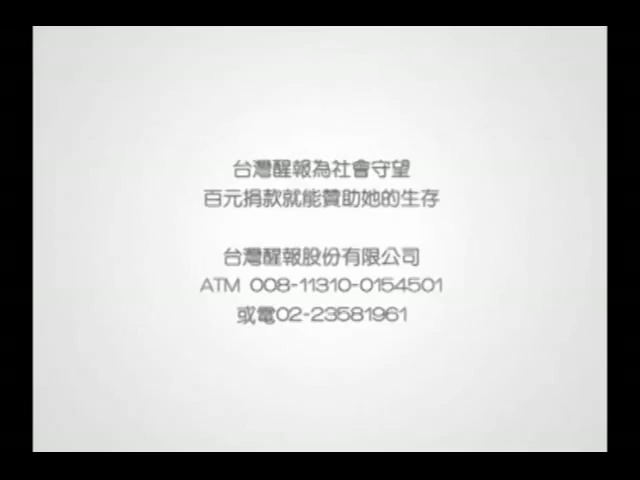 台灣醒報為社會守望
百元捐款就能贊助她的生存
台灣醒報股份有限公司
ATM 008-11310-0154501
或電02-23581961